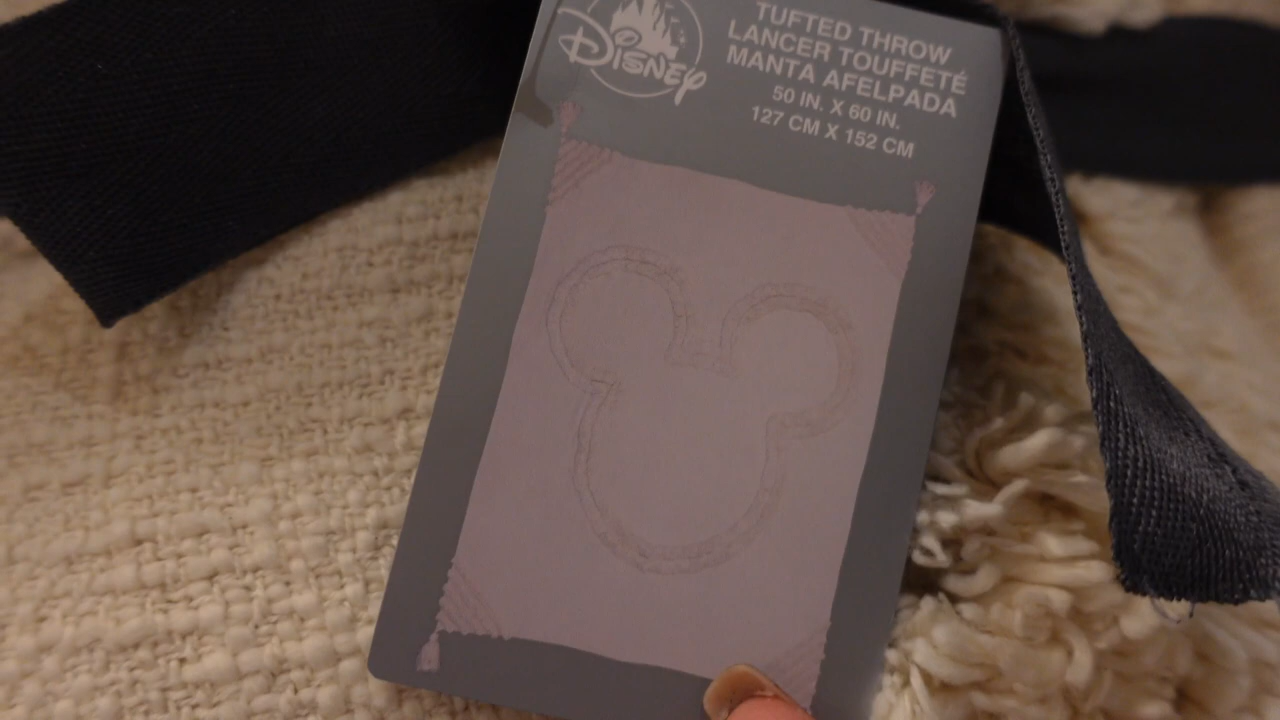 Disney
TUFTED THROW
LANCER TOUFFETÉ
MANTA AFELPADA
50 IN. X 60 IN.
127 CM X 152 CM